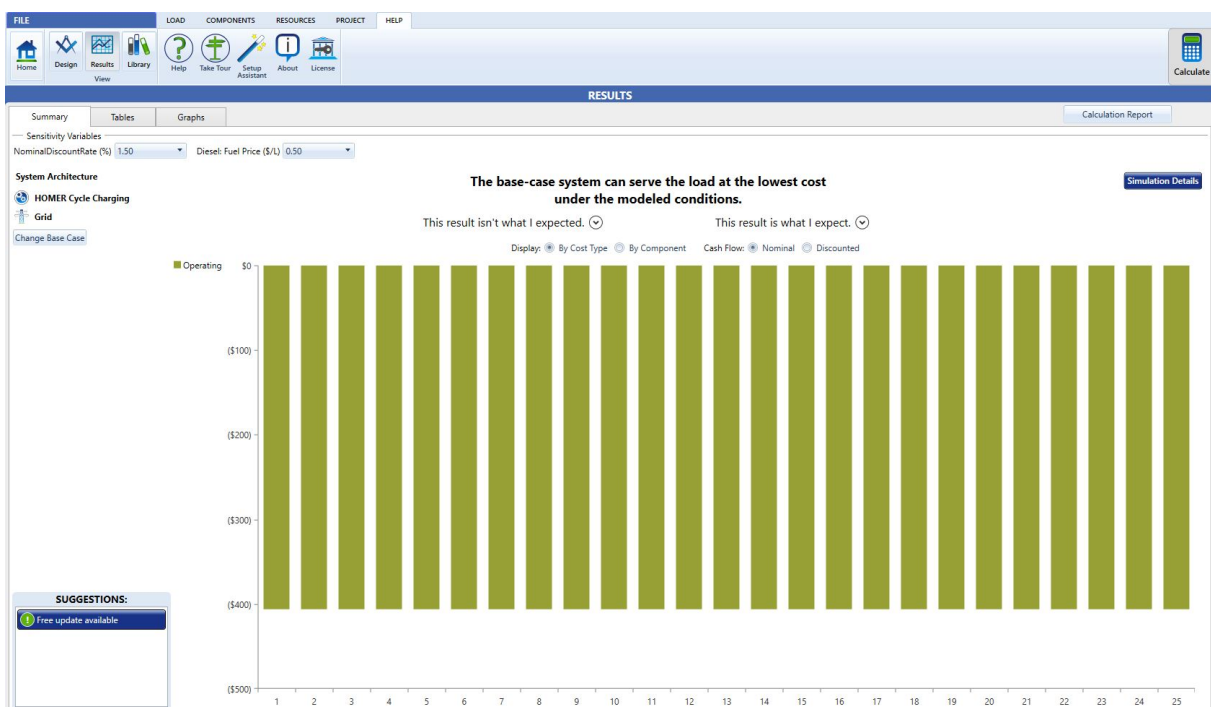 FILE LOAD COMPONENTS RESOURCES PROJECT HELP
Home Design Results Library Help Take Tour Setup Assistant About License Calculate
View
RESULTS
Summary Tables Graphs Calculation Report
Sensitivity Variables
NominalDiscountRate (%) 1.50 Diesel: Fuel Price ($/L) 0.50
System Architecture
HOMER Cycle Charging
Grid
Change Base Case
The base-case system can serve the load at the lowest cost
under the modeled conditions.
Simulation Details
This result isn't what I expected. This result is what I expect.
Display: By Cost Type By Component Cash Flow: Nominal Discounted
Operating
$0
($100)
($200)
($300)
($400)
($500)
1 2 3 4 5 6 7 8 9 10 11 12 13 14 15 16 17 18 19 20 21 22 23 24 25
SUGGESTIONS:
Free update available